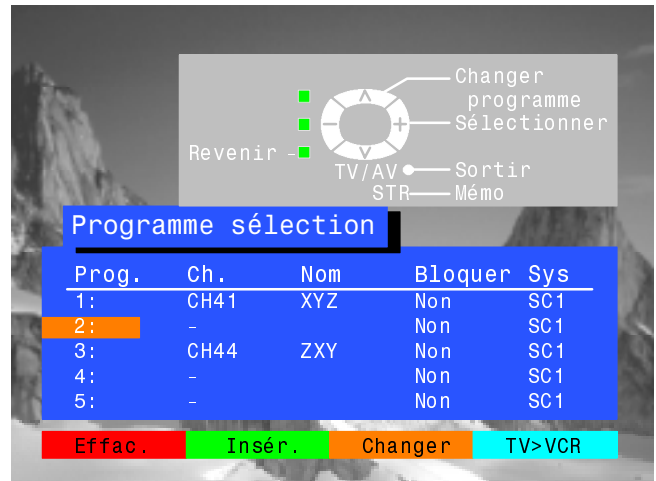 Changer
programme
Sélectionner
Revenir
TV/AV Sortir
STR Mémo
Programme sélection
Prog. Ch. Nom Bloquer Sys
1: CH41 XYZ Non SC1
2: - Non SC1
3: CH44 ZXY Non SC1
4: - Non SC1
5: - Non SC1
Effac. Insér. Changer TV>VCR